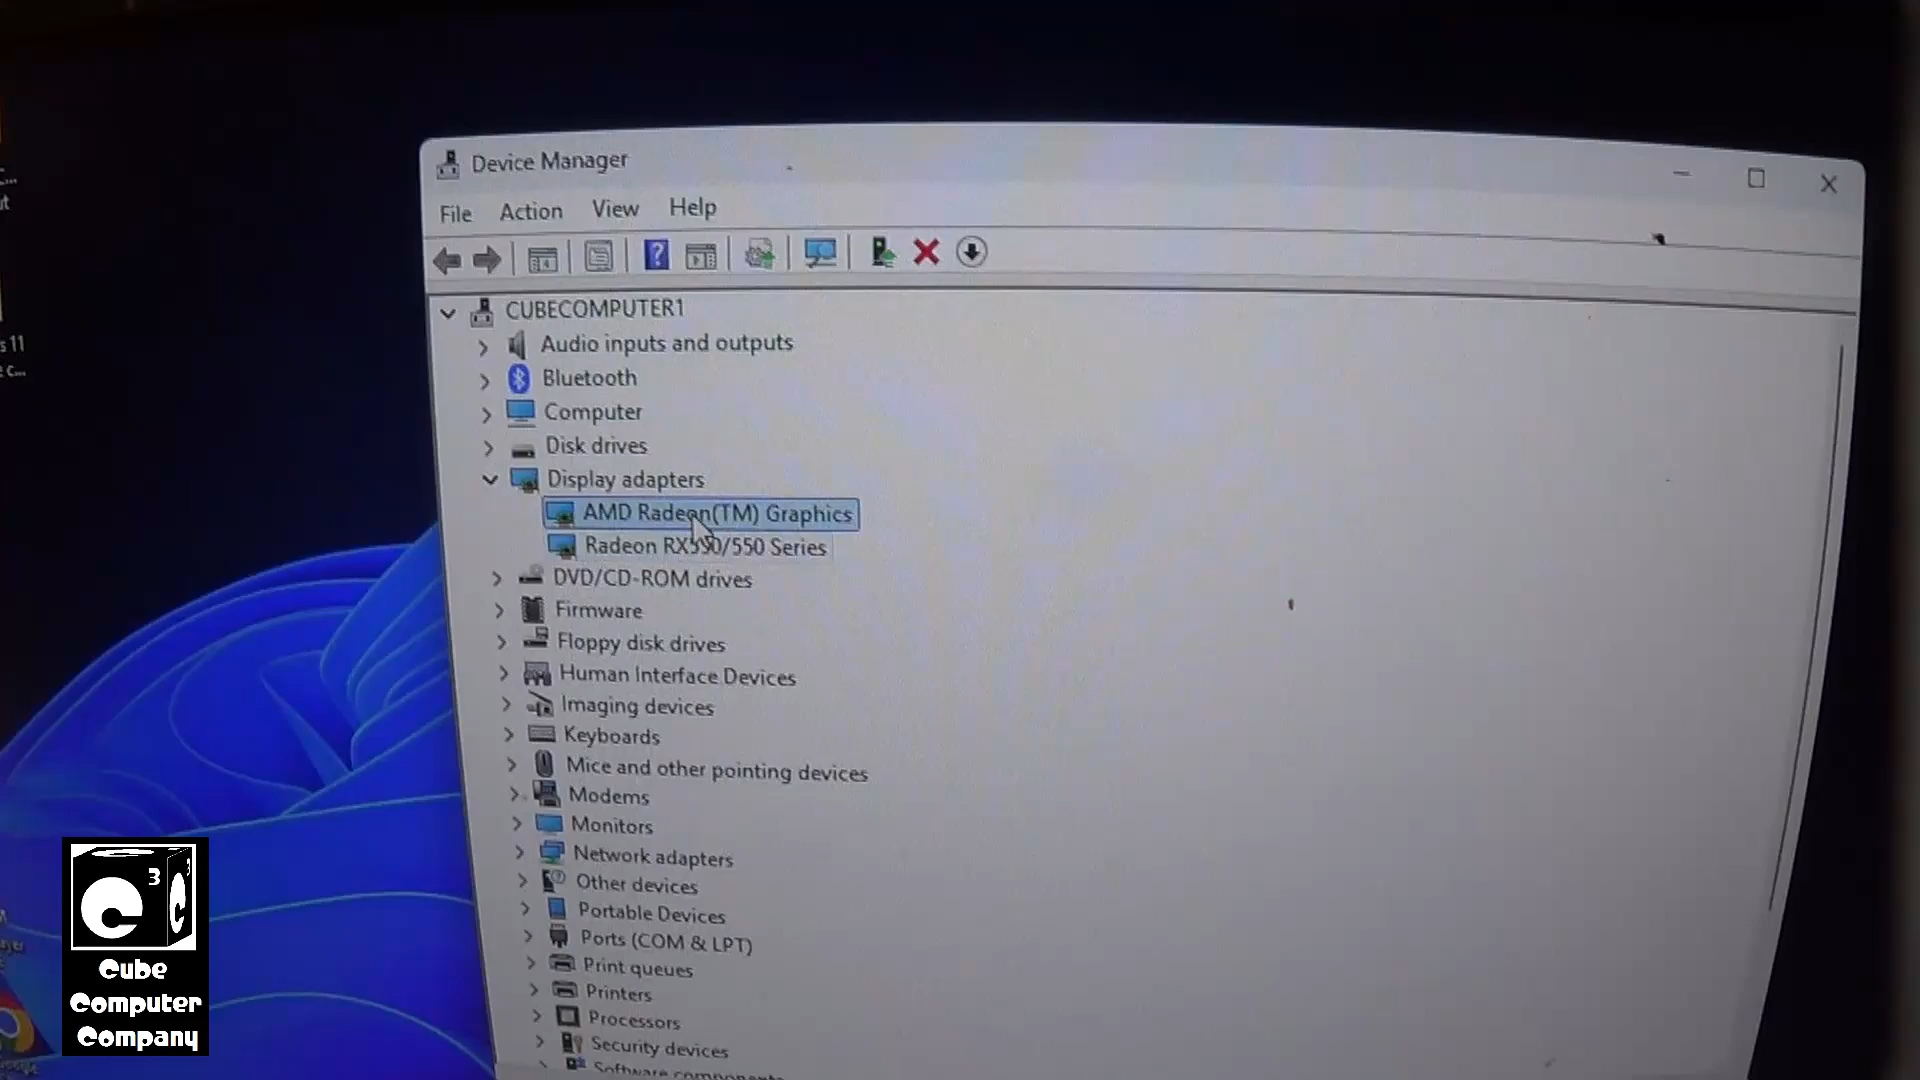 Device Manager
File Action View Help
CUBECOMPUTER1
Audio inputs and outputs
Bluetooth
Computer
Disk drives
Display adapters
AMD Radeon(TM) Graphics
Radeon RX550/550 Series
DVD/CD-ROM drives
Firmware
Floppy disk drives
Human Interface Devices
Imaging devices
Keyboards
Mice and other pointing devices
Modems
Monitors
Network adapters
Other devices
Portable Devices
Ports (COM & LPT)
Print queues
Printers
Processors
Security devices
Software components
s 11
C³
Cube
Computer
Company